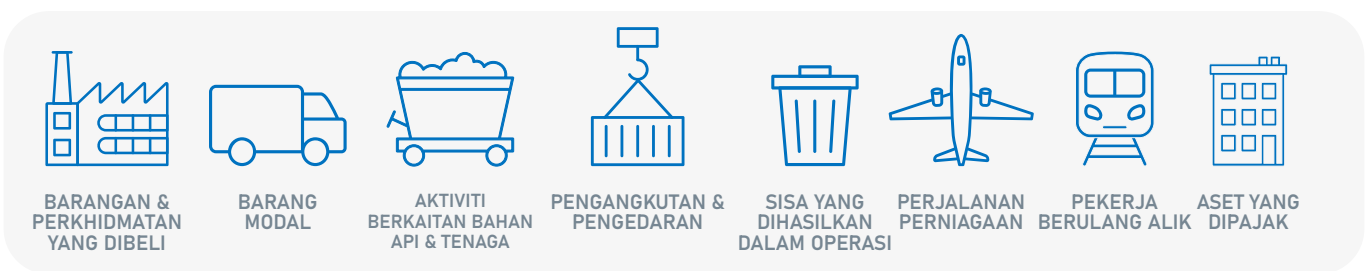 BARANGAN &
PERKHIDMATAN
YANG DIBELI
BARANG
MODAL
AKTIVITI
BERKAITAN BAHAN
API & TENAGA
PENGANGKUTAN &
PENGEDARAN
SISA YANG
DIHASILKAN
DALAM OPERASI
PERJALANAN
PERNIAGAAN
PEKERJA
BERULANG ALIK
ASET YANG
DIPAJAK